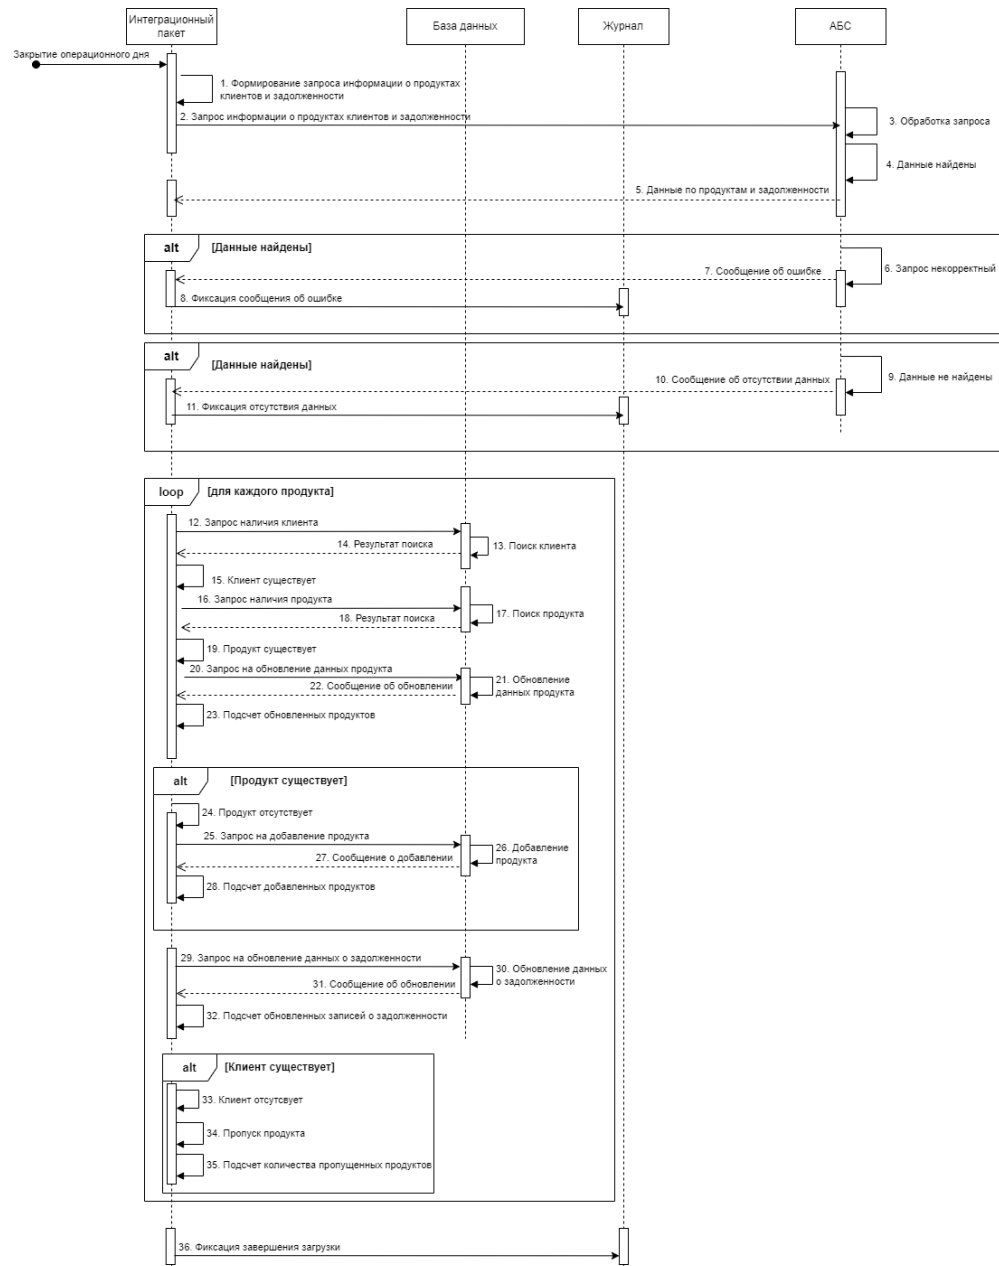 Интеграционный
пакет
База данных
Журнал
АБС
Закрытие операционного дня
1. Формирование запроса информации о продуктах
клиентов и задолженности
2. Запрос информации о продуктах клиентов и задолженности
3. Обработка запроса
4. Данные найдены
5. Данные по продуктам и задолженности
alt
[Данные найдены]
6. Запрос некорректный
7. Сообщение об ошибке
8. Фиксация сообщения об ошибке
alt
[Данные найдены]
9. Данные не найдены
10. Сообщение об отсутствии данных
11. Фиксация отсутствия данных
loop
[для каждого продукта]
12. Запрос наличия клиента
13. Поиск клиента
14. Результат поиска
15. Клиент существует
16. Запрос наличия продукта
17. Поиск продукта
18. Результат поиска
19. Продукт существует
20. Запрос на обновление данных продукта
21. Обновление
данных продукта
22. Сообщение об обновлении
23. Подсчет обновленных продуктов
alt
[Продукт существует]
24. Продукт отсутствует
25. Запрос на добавление продукта
26. Добавление
продукта
27. Сообщение о добавлении
28. Подсчет добавленных продуктов
29. Запрос на обновление данных о задолженности
30. Обновление данных
о задолженности
31. Сообщение об обновлении
32. Подсчет обновленных записей о задолженности
alt
[Клиент существует]
33. Клиент отсутсвует
34. Пропуск продукта
35. Подсчет количества пропущенных продуктов
36. Фиксация завершения загрузки